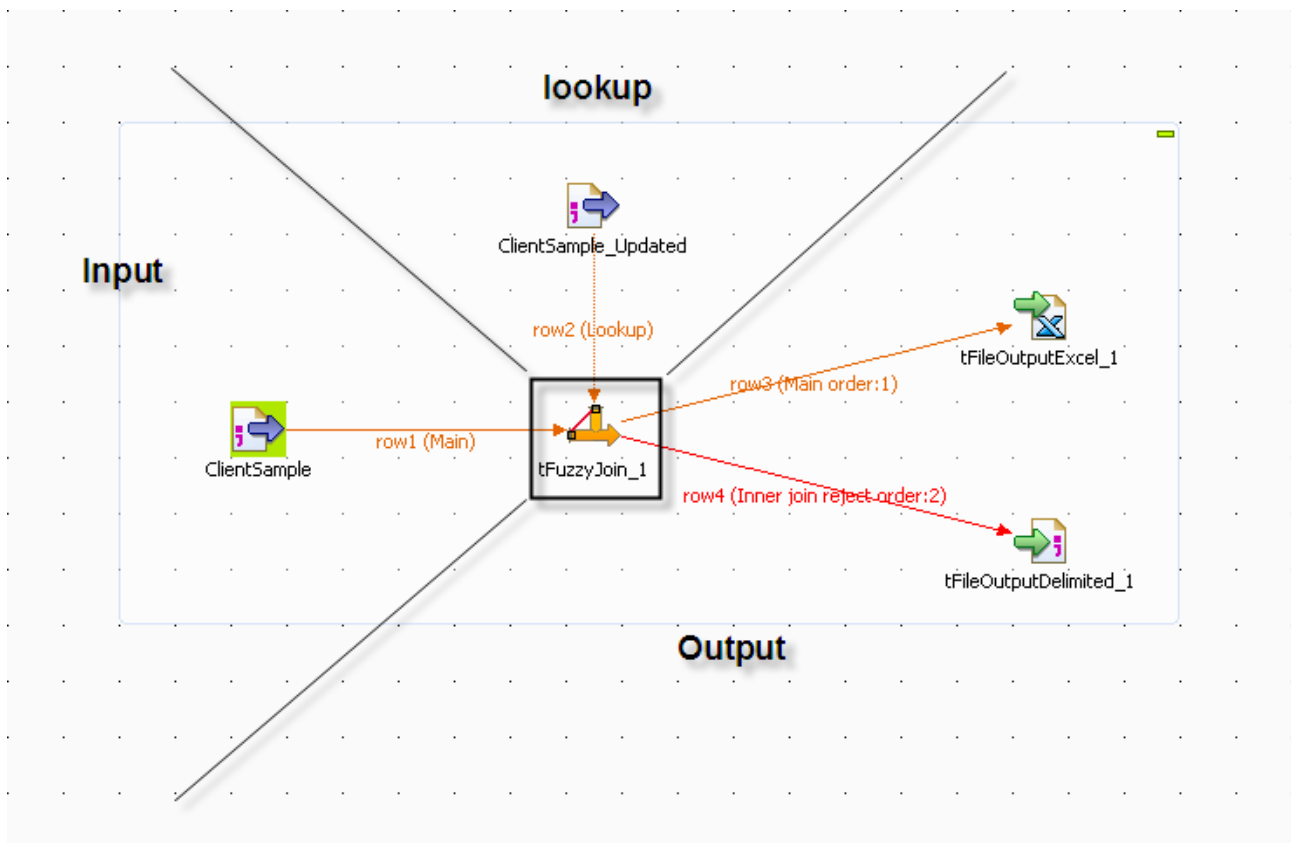 lookup
ClientSample_Updated
Input
row2 (Lookup)
tFileOutputExcel_1
row3 (Main order:1)
row1 (Main)
ClientSample
tFuzzyJoin_1
row4 (Inner join reject order:2)
tFileOutputDelimited_1
Output